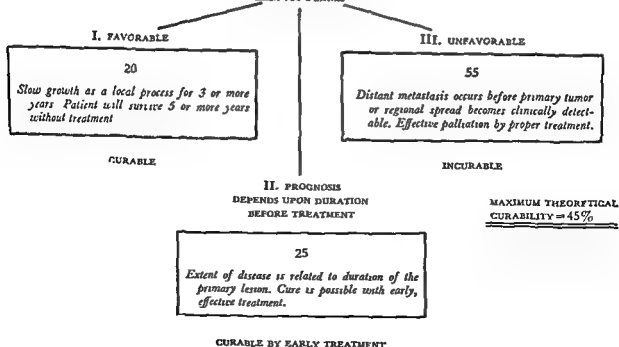 I. FAVORABLE
20
Slow growth as a local process for 3 or more
years Patient will survive 5 or more years
without treatment
CURABLE
III. UNFAVORABLE
55
Distant metastasis occurs before primary tumor
or regional spread becomes clinically detect-
able. Effective palliation by proper treatment.
INCURABLE
II. PROGNOSIS
DEPENDS UPON DURATION
BEFORE TREATMENT
25
Extent of disease is related to duration of the
primary lesion. Cure is possible with early,
effective treatment.
CURABLE BY EARLY TREATMENT
MAXIMUM THEORETICAL
CURABILITY = 45%